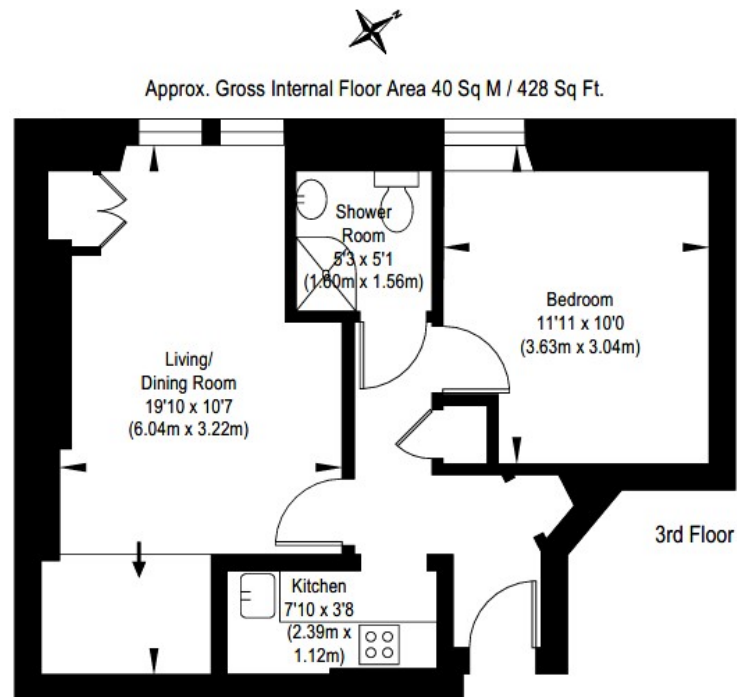 N
Approx. Gross Internal Floor Area 40 Sq M / 428 Sq Ft.
Shower
Room
5'3 x 5'1
(1.60m x 1.56m)
Bedroom
11'11 x 10'0
(3.63m x 3.04m)
Living/
Dining Room
19'10 x 10'7
(6.04m x 3.22m)
3rd Floor
Kitchen
7'10 x 3'8
(2.39m x
1.12m)